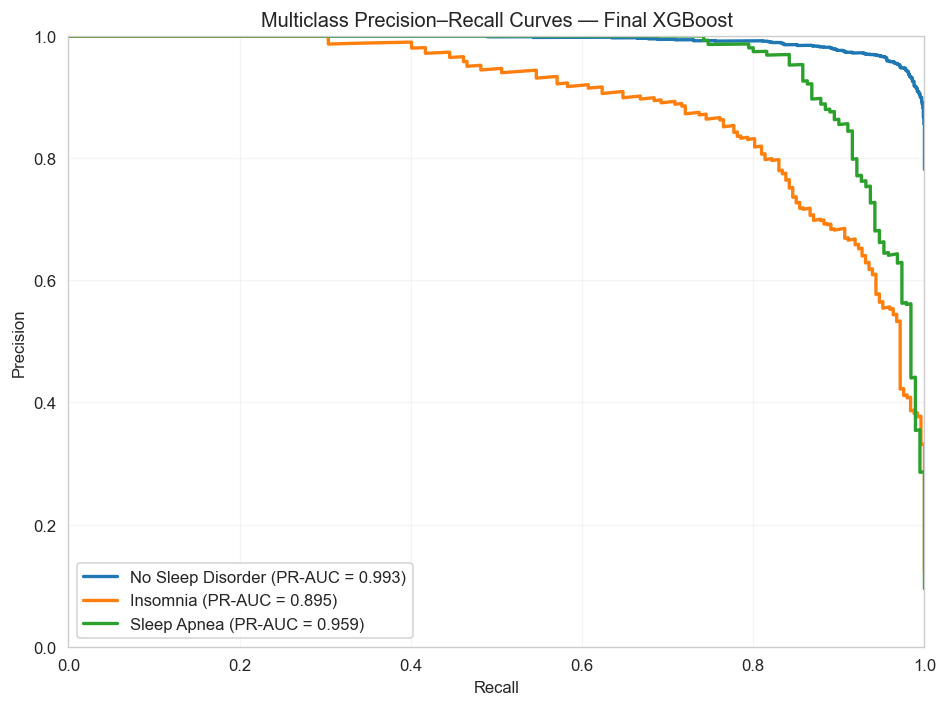 Multiclass Precision–Recall Curves — Final XGBoost
1.0
0.8
0.6
0.4
0.2
0.0
Precision
No Sleep Disorder (PR-AUC = 0.993)
Insomnia (PR-AUC = 0.895)
Sleep Apnea (PR-AUC = 0.959)
0.0 0.2 0.4 0.6 0.8 1.0
Recall